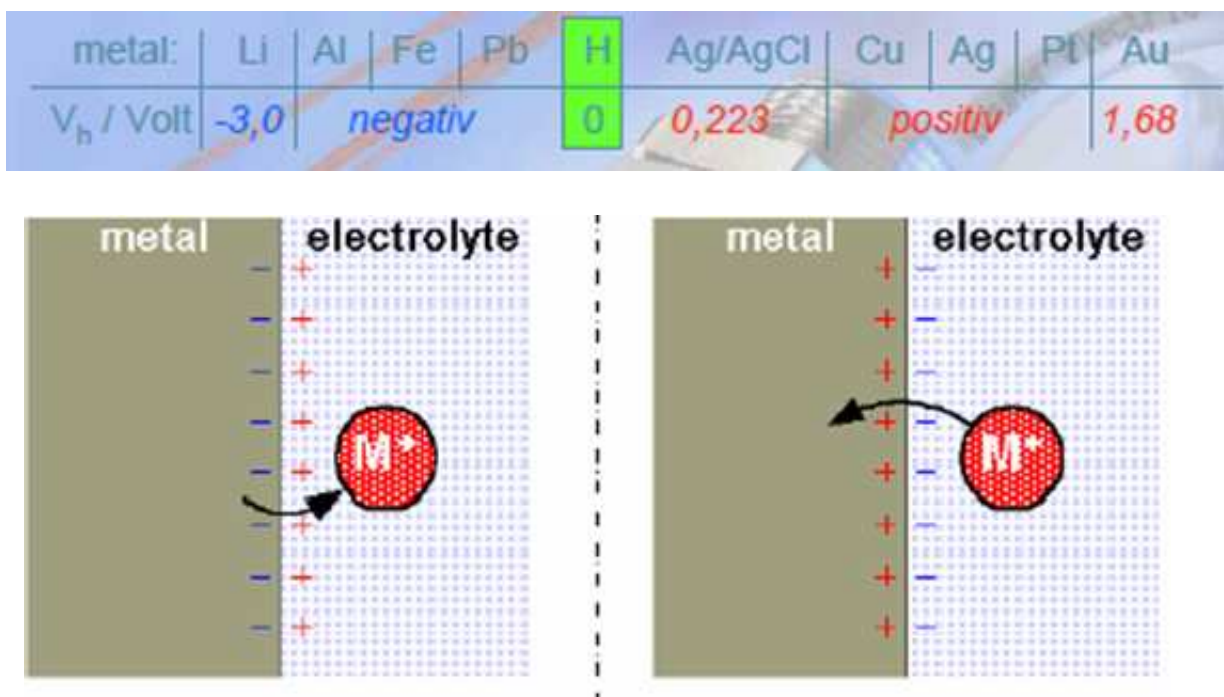 metal: Li Al Fe Pb H Ag/AgCl Cu Ag Pt Au
Vh / Volt -3,0 negativ 0 0,223 positiv 1,68
metal electrolyte metal electrolyte
M+ M+